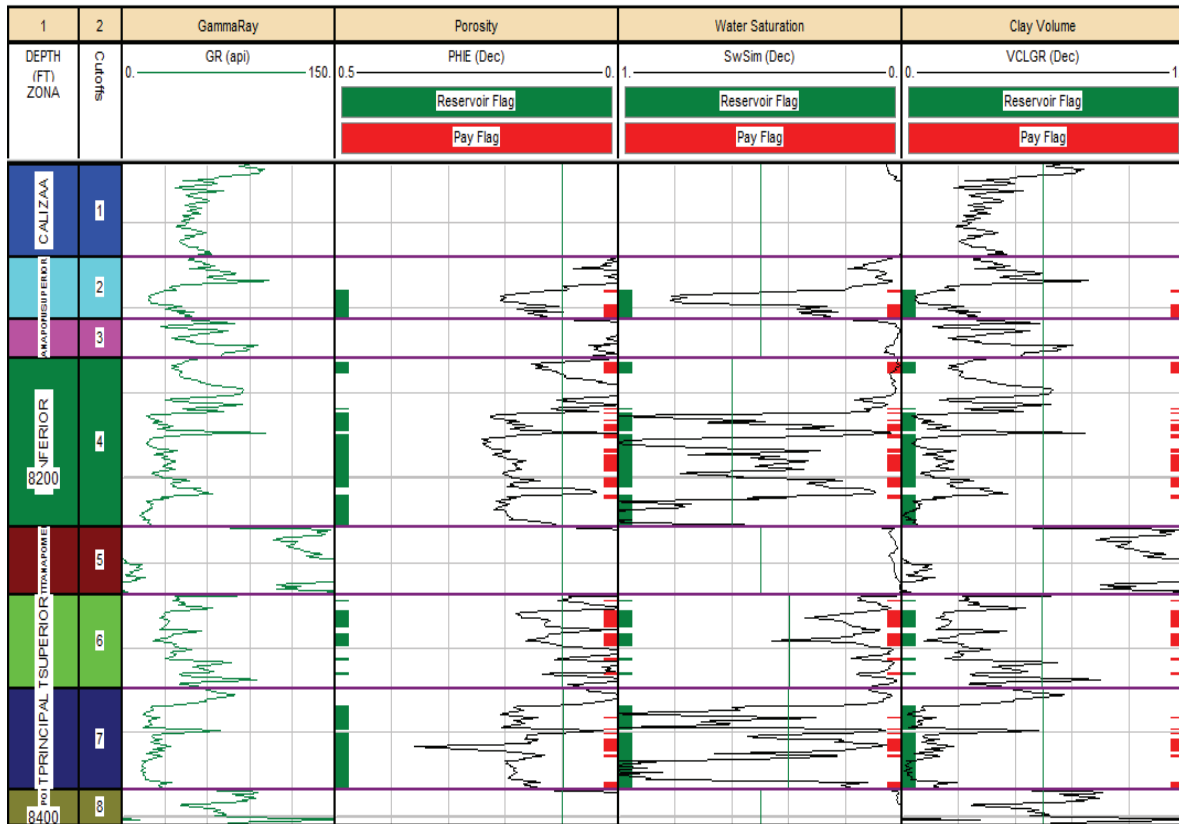 1 2 GammaRay Porosity Water Saturation Clay Volume
DEPTH (FT) Cutoffs GR (api) PHIE (Dec) SwSim (Dec) VCLGR (Dec)
0. 150. 0.5 0. 1. 0. 0. 1
ZONA
Reservoir Flag Reservoir Flag Reservoir Flag
Pay Flag Pay Flag Pay Flag
CALIZAA 1
2
3
NFERIOR 4
8200
5
TSUPERIOR 6
TPRINCIPAL 7
8
8400